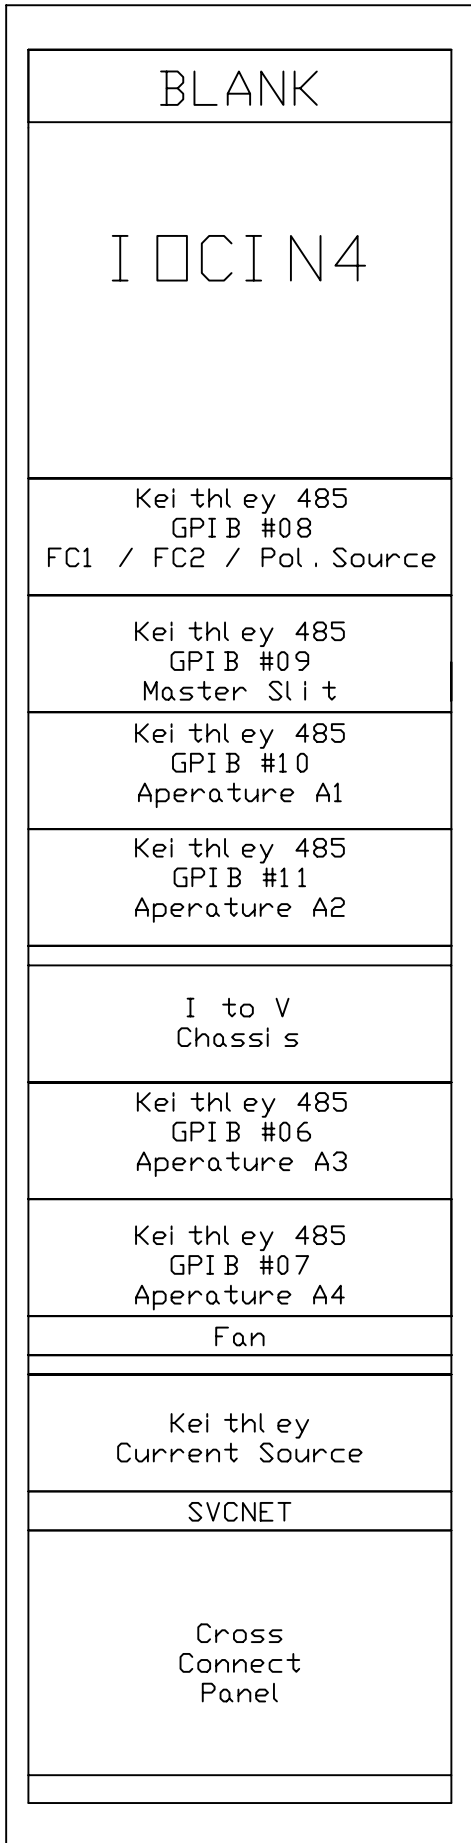 BLANK
IOCIN4
Keithley 485
GPIB #08
FC1 / FC2 / Pol.Source
Keithley 485
GPIB #09
Master Slit
Keithley 485
GPIB #10
Aperature A1
Keithley 485
GPIB #11
Aperature A2
I to V
Chassis
Keithley 485
GPIB #06
Aperature A3
Keithley 485
GPIB #07
Aperature A4
Fan
Keithley
Current Source
SVCNET
Cross
Connect
Panel